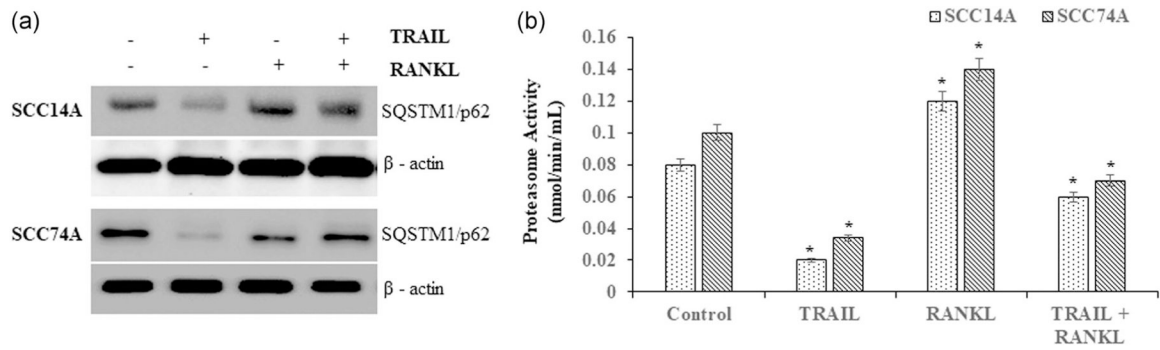 (a)
- + - + TRAIL
- - + + RANKL
SCC14A
SQSTM1/p62
β - actin
SCC74A
SQSTM1/p62
β - actin
(b)
SCC14A SCC74A
Proteasome Activity
(nmol/min/mL)
0.16
0.14
0.12
0.1
0.08
0.06
0.04
0.02
0
* *
* *
* *
Control TRAIL RANKL TRAIL +
RANKL